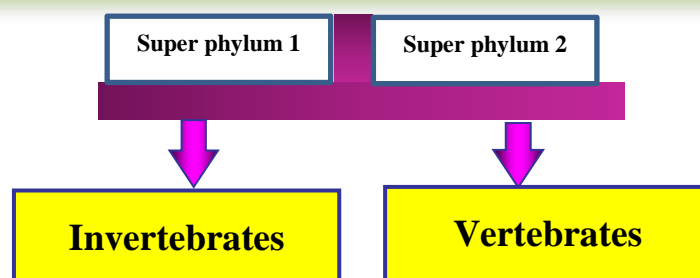 Super phylum 1
Super phylum 2
Invertebrates
Vertebrates